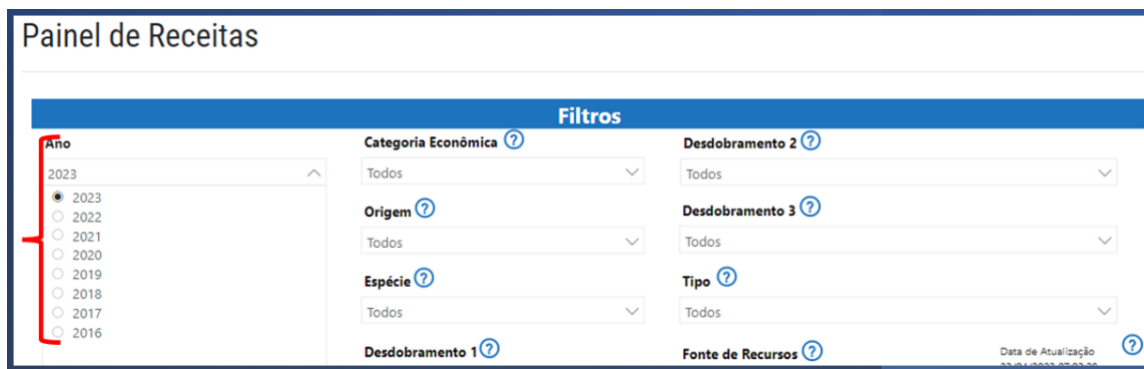 Painel de Receitas
Filtros
Ano
2023
2023
2022
2021
2020
2019
2018
2017
2016
Categoria Econômica ?
Todos
Origem ?
Todos
Espécie ?
Todos
Desdobramento 1 ?
Desdobramento 2 ?
Todos
Desdobramento 3 ?
Todos
Tipo ?
Todos
Fonte de Recursos ?
Data de Atualização ?